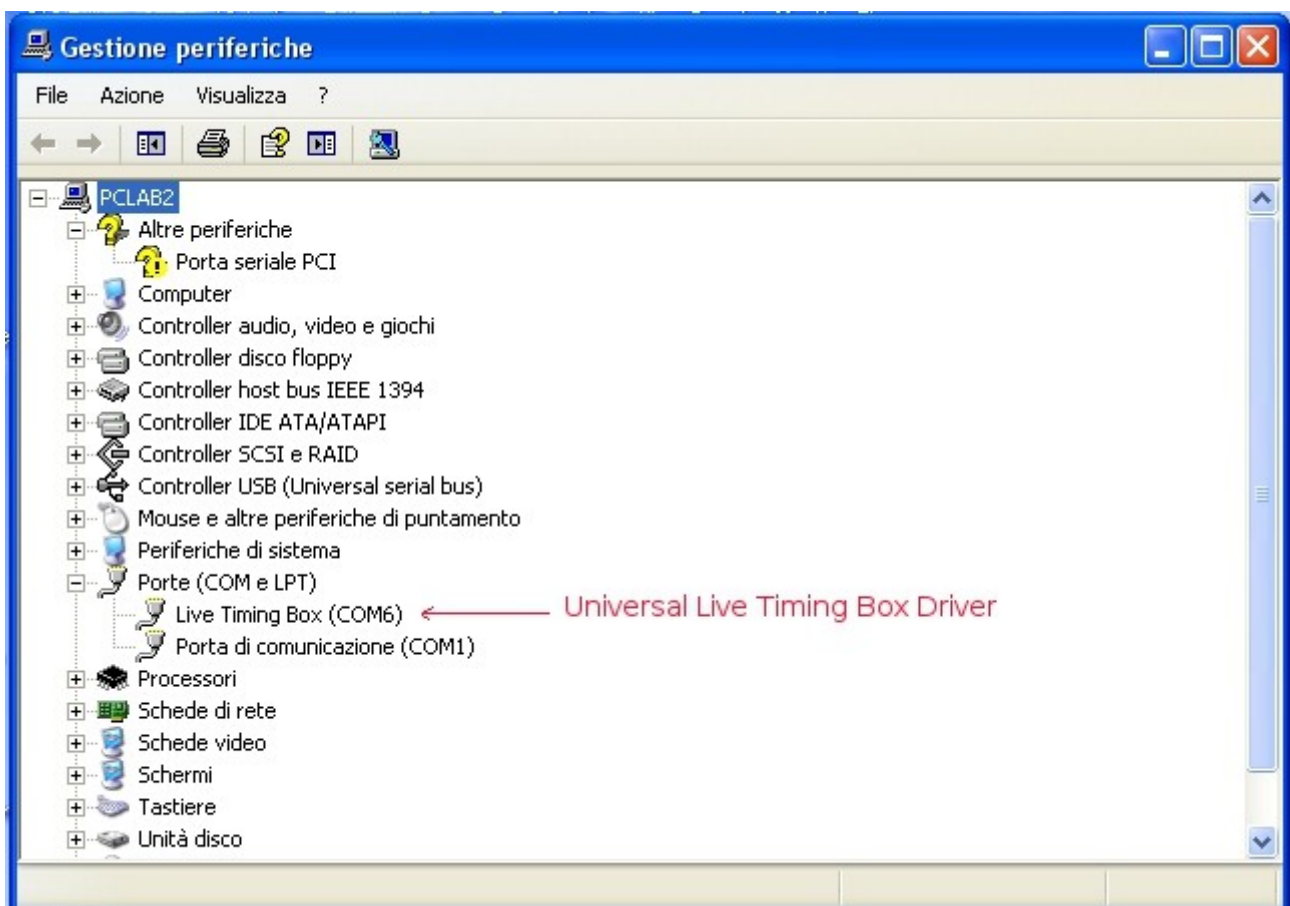 Gestione periferiche
File Azione Visualizza ?
PCLAB2
Altre periferiche
Porta seriale PCI
Computer
Controller audio, video e giochi
Controller disco floppy
Controller host bus IEEE 1394
Controller IDE ATA/ATAPI
Controller SCSI e RAID
Controller USB (Universal serial bus)
Mouse e altre periferiche di puntamento
Periferiche di sistema
Porte (COM e LPT)
Live Timing Box (COM6) Universal Live Timing Box Driver
Porta di comunicazione (COM1)
Processori
Schede di rete
Schede video
Schermi
Tastiere
Unità disco